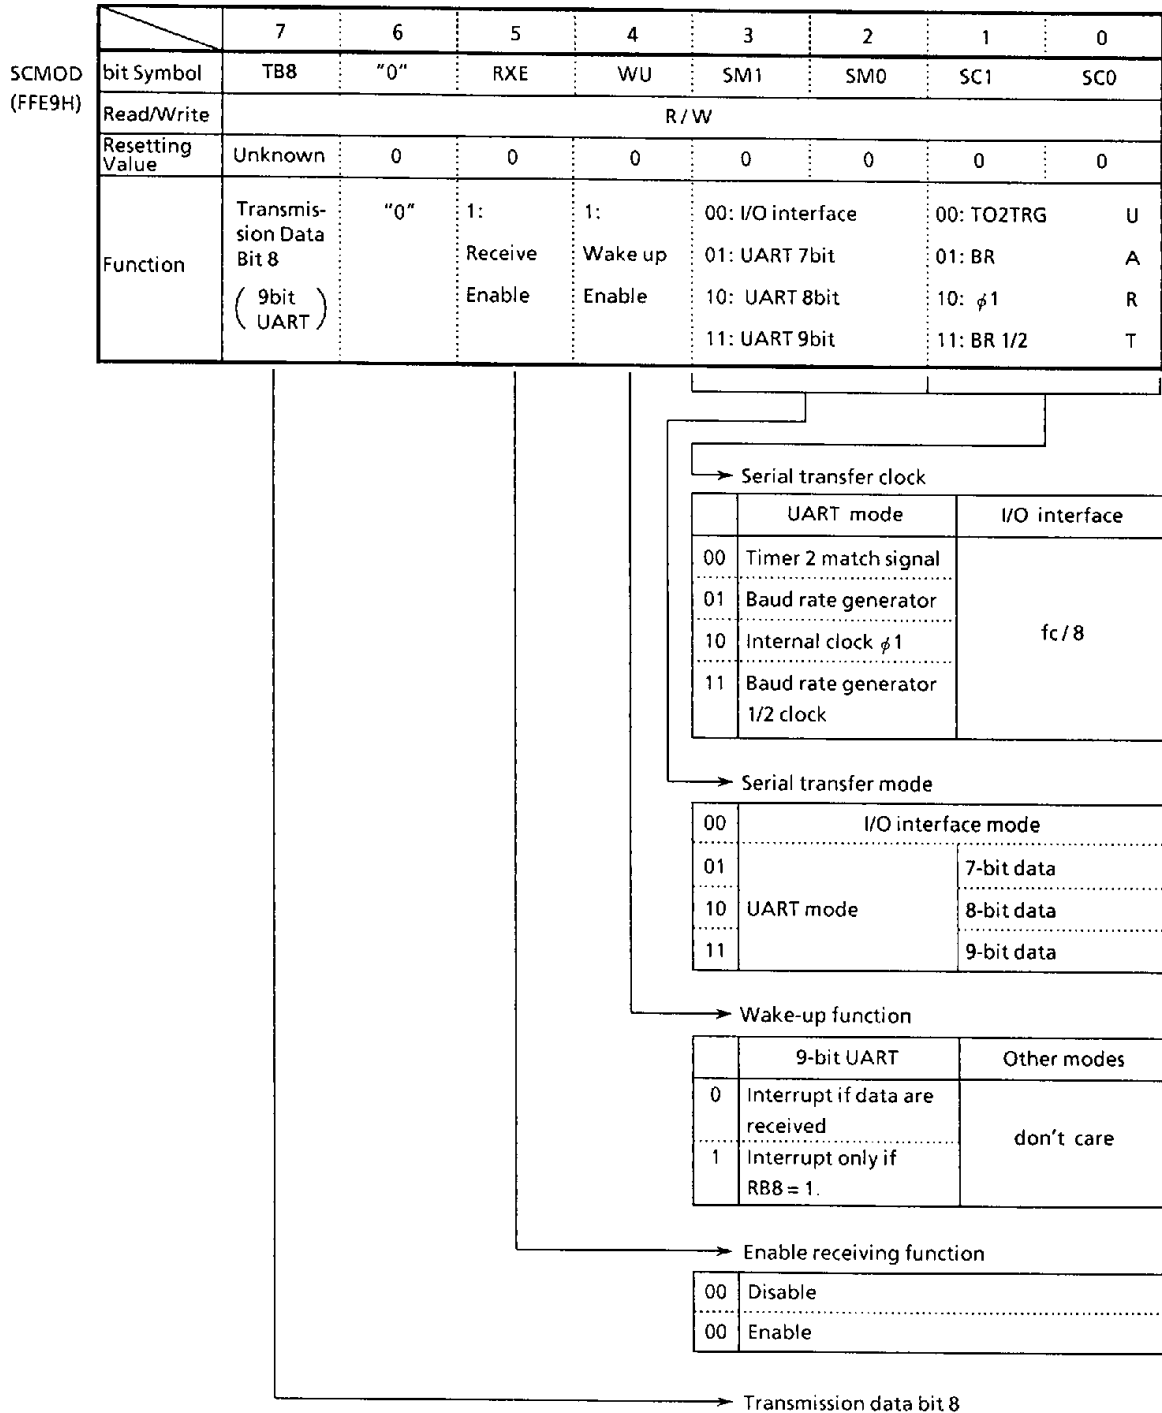 7 6 5 4 3 2 1 0
SCMOD bit Symbol TB8 "0" RXE WU SM1 SM0 SC1 SC0
(FFE9H)
Read/Write R/W
Resetting
Value Unknown 0 0 0 0 0 0 0
Function
Transmis-
sion Data
Bit 8
(9bit
UART)
"0"
1:
Receive
Enable
1:
Wake up
Enable
00: I/O interface
01: UART 7bit
10: UART 8bit
11: UART 9bit
00: TO2TRG U
01: BR A
10: ϕ1 R
11: BR 1/2 T
Serial transfer clock
UART mode I/O interface
00 Timer 2 match signal
01 Baud rate generator
10 Internal clock ϕ1
11 Baud rate generator
1/2 clock
fc/8
Serial transfer mode
00 I/O interface mode
01 7-bit data
10 UART mode 8-bit data
11 9-bit data
Wake-up function
9-bit UART Other modes
0 Interrupt if data are
received
1 Interrupt only if
RB8 = 1.
don't care
Enable receiving function
00 Disable
00 Enable
Transmission data bit 8